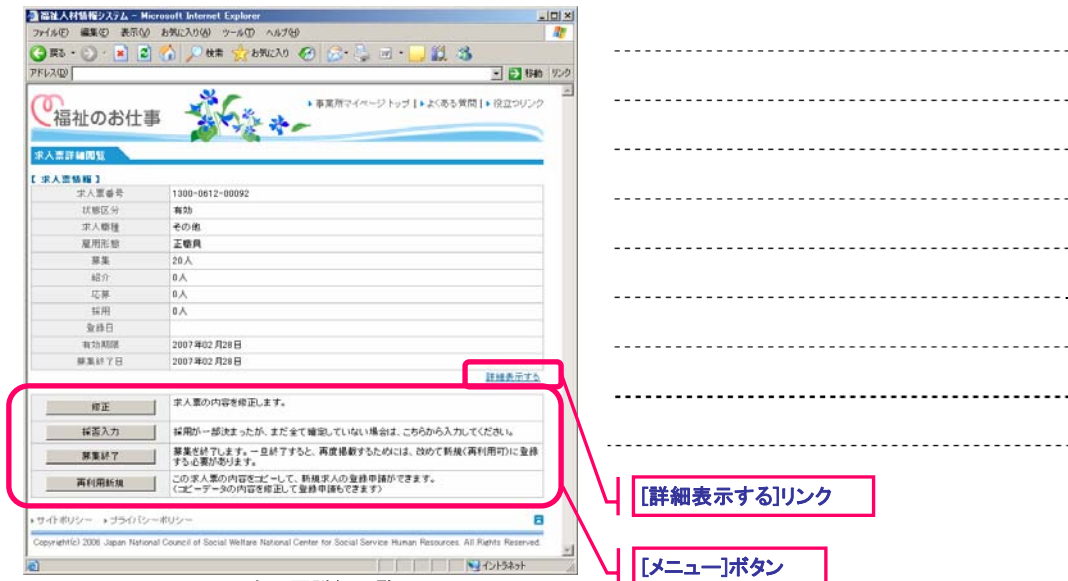 福祉人材情報システム - Microsoft Internet Explorer
ファイル(F) 編集(E) 表示(V) お気に入り(A) ツール(T) ヘルプ(H)
戻る 検索 お気に入り
アドレス(D) 移動 リンク
福祉のお仕事
事業所マイページトップ | よくある質問 | 役立つリンク
求人票詳細閲覧
【 求人票情報 】
求人票番号 1300-0612-00092
状態区分 有効
求人職種 その他
雇用形態 正職員
募集 20人
紹介 0人
応募 0人
採用 0人
登録日
有効期限 2007年02月28日
募集終了日 2007年02月28日
詳細表示する
修正 求人票の内容を修正します。
採否入力 採用が一部決まったが、まだ全て確定していない場合は、こちらから入力してください。
募集終了 募集を終了します。一旦終了すると、再度掲載するためには、改めて新規(再利用可)に登録
する必要があります。
再利用新規 この求人票の内容をコピーして、新規求人の登録申請ができます。
(コピーデータの内容を修正して登録申請もできます)
[詳細表示する]リンク
サイトポリシー プライバシーポリシー
Copyright(c) 2006 Japan National Council of Social Welfare National Center for Social Service Human Resources. All Rights Reserved.
イントラネット
[メニュー]ボタン